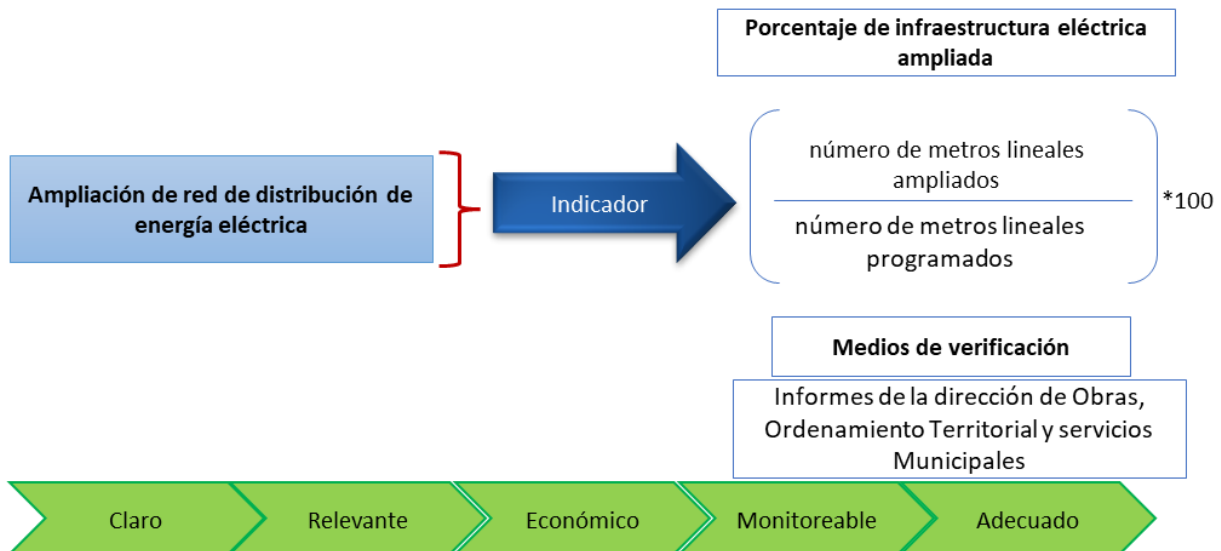 Porcentaje de infraestructura eléctrica
ampliada
Ampliación de red de distribución de
energía eléctrica
Indicador
número de metros lineales
ampliados
número de metros lineales
programados
*100
Medios de verificación
Informes de la dirección de Obras,
Ordenamiento Territorial y servicios
Municipales
Claro
Relevante
Económico
Monitoreable
Adecuado